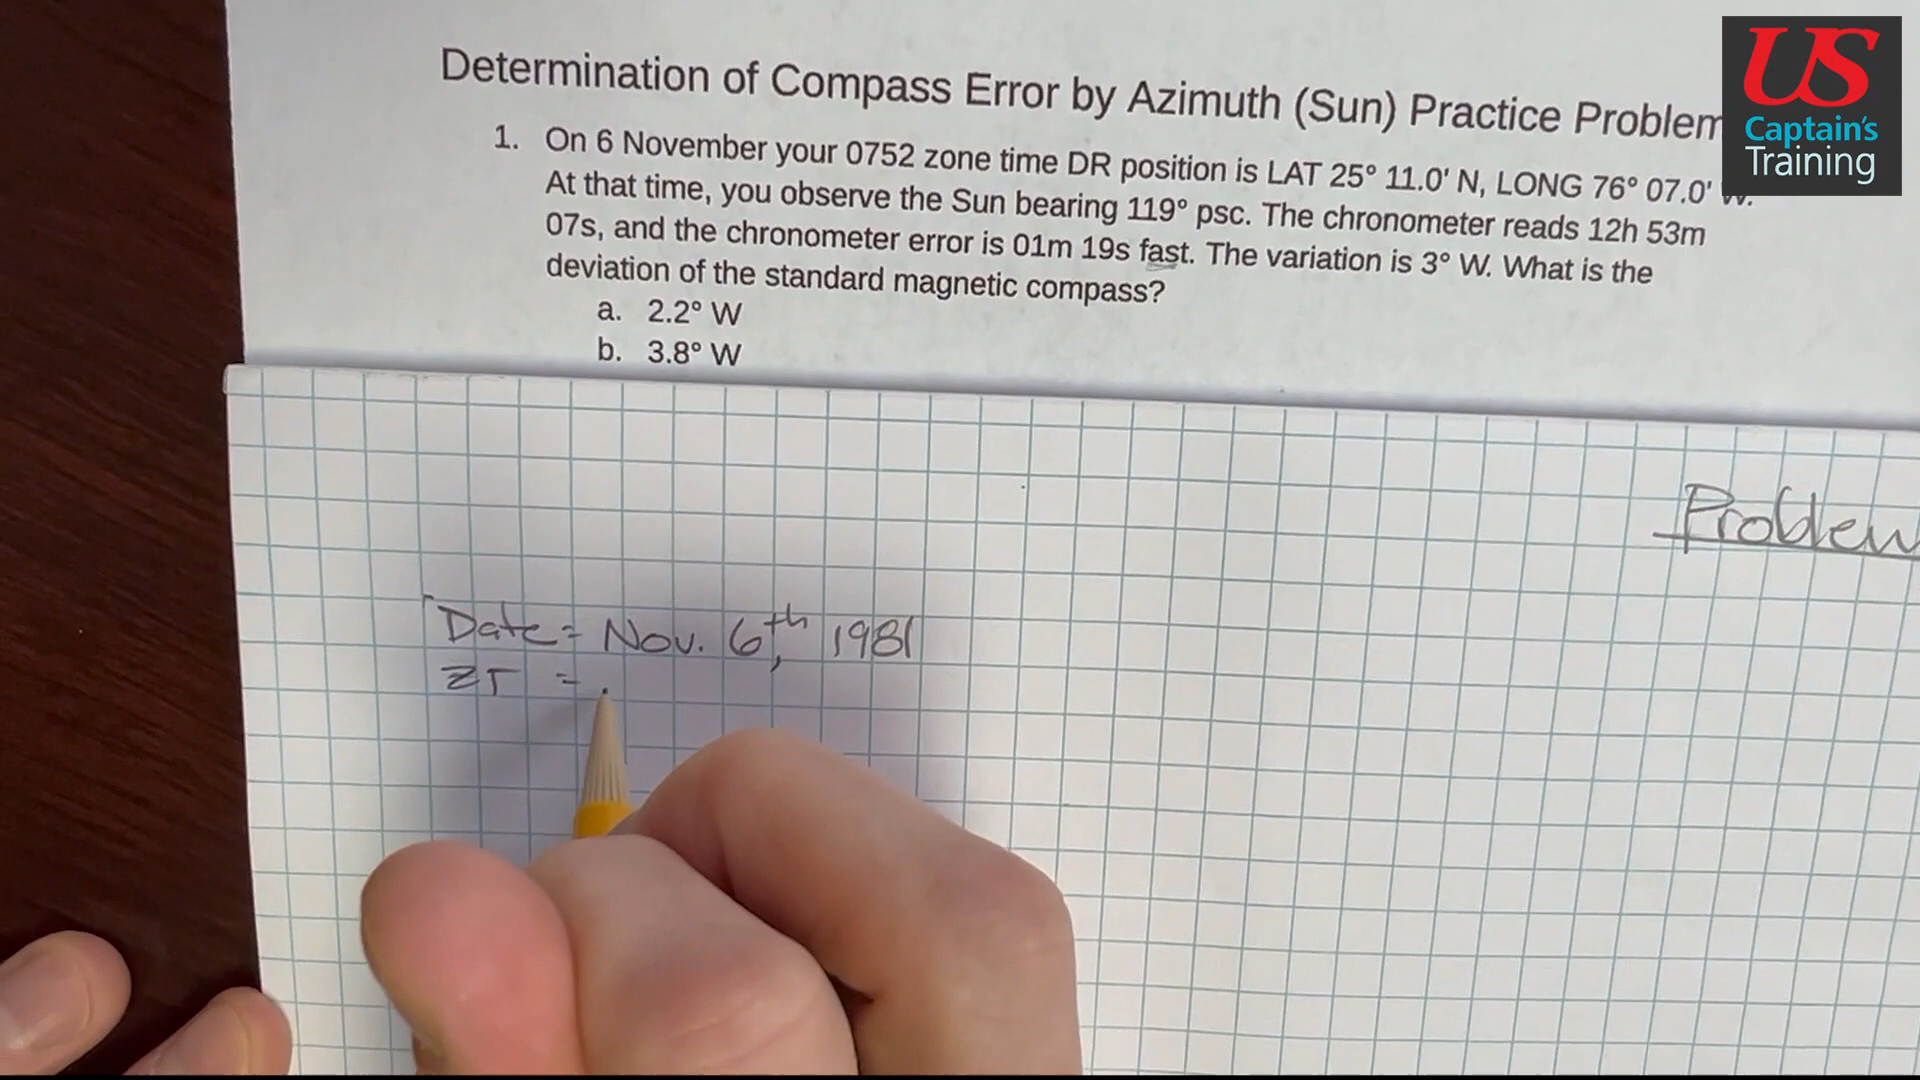 Determination of Compass Error by Azimuth (Sun) Practice Problem
US
Captain's
Training
1. On 6 November your 0752 zone time DR position is LAT 25° 11.0' N, LONG 76° 07.0' W.
At that time, you observe the Sun bearing 119° psc. The chronometer reads 12h 53m
07s, and the chronometer error is 01m 19s fast. The variation is 3° W. What is the
deviation of the standard magnetic compass?
a. 2.2° W
b. 3.8° W
Problem
Date = Nov. 6th, 1981
ZT =